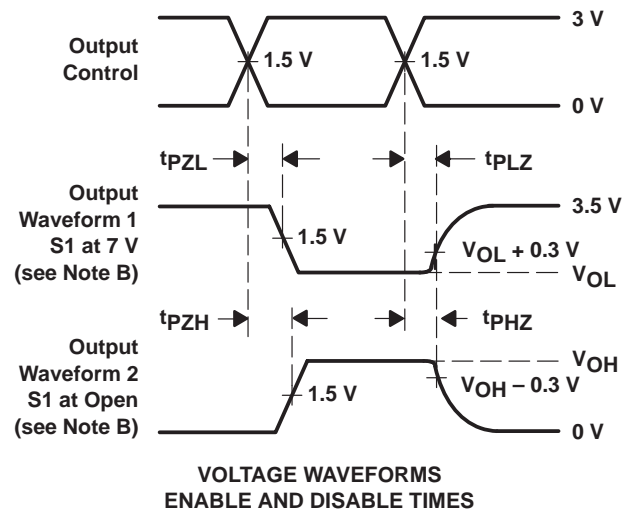 3 V
Output
Control
1.5 V 1.5 V
0 V
tPZL tPLZ
Output
Waveform 1
S1 at 7 V
(see Note B)
3.5 V
1.5 V
VOL + 0.3 V
VOL
tPZH tPHZ
Output
Waveform 2
S1 at Open
(see Note B)
VOH
1.5 V
VOH – 0.3 V
0 V
VOLTAGE WAVEFORMS
ENABLE AND DISABLE TIMES